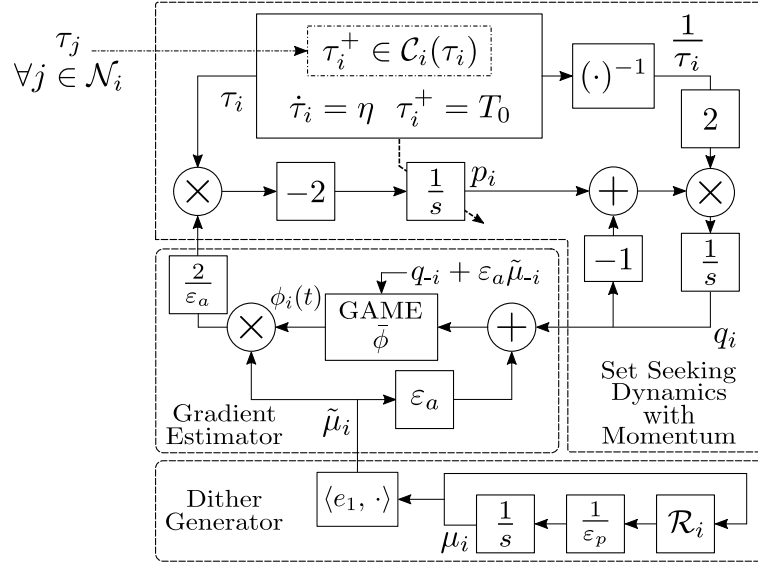 τ_j
∀j ∈ 𝒩_i
τ_i^+ ∈ 𝒞_i(τ_i)
τ̇_i = η τ_i^+ = T_0
(·)^{-1}
1/τ_i
τ_i
2
×
−2
1/s
p_i
+
×
2/ε_a
−1
1/s
q_{-i} + ε_a μ̃_{-i}
ϕ_i(t)
GAME
ϕ̄
×
+
q_i
ε_a
Gradient
Estimator
μ̃_i
Set Seeking
Dynamics
with
Momentum
Dither
Generator
⟨e_1, ·⟩
μ_i
1/s
1/ε_p
ℛ_i